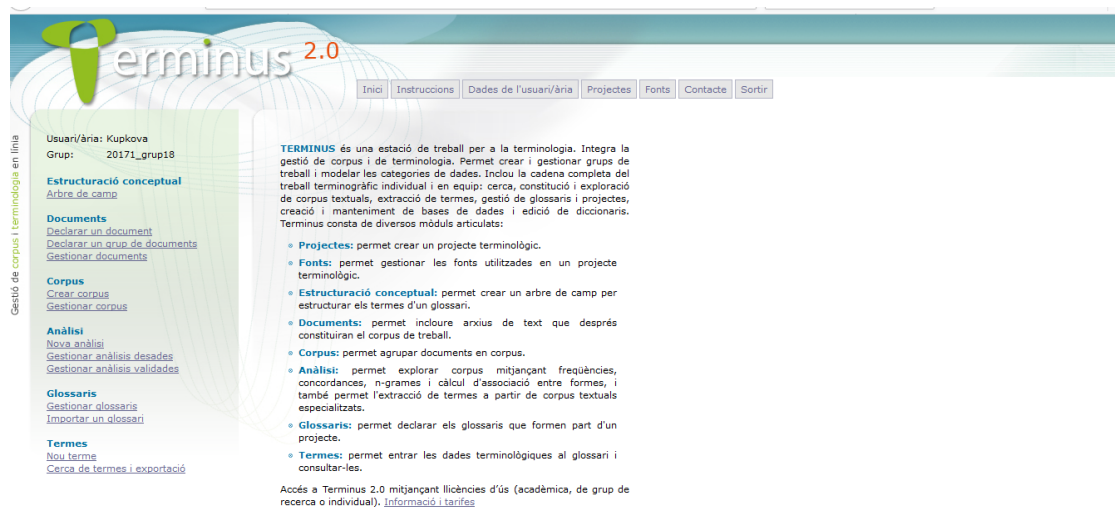 Terminus 2.0
Inici Instruccions Dades de l'usuari/ària Projectes Fonts Contacte Sortir
Gestió de corpus i terminologia en línia
Usuari/ària: Kupkova
Grup: 20171_grup18
Estructuració conceptual
Arbre de camp
Documents
Declarar un document
Declarar un grup de documents
Gestionar documents
Corpus
Crear corpus
Gestionar corpus
Anàlisi
Nova anàlisi
Gestionar anàlisis desades
Gestionar anàlisis validades
Glossaris
Gestionar glossaris
Importar un glossari
Termes
Nou terme
Cerca de termes i exportació
TERMINUS és una estació de treball per a la terminologia. Integra la
gestió de corpus i de terminologia. Permet crear i gestionar grups de
treball i modelar les categories de dades. Inclou la cadena completa del
treball terminogràfic individual i en equip: cerca, constitució i exploració
de corpus textuals, extracció de termes, gestió de glossaris i projectes,
creació i manteniment de bases de dades i edició de diccionaris.
Terminus consta de diversos mòduls articulats:
Projectes: permet crear un projecte terminològic.
Fonts: permet gestionar les fonts utilitzades en un projecte
terminològic.
Estructuració conceptual: permet crear un arbre de camp per
estructurar els termes d'un glossari.
Documents: permet incloure arxius de text que després
constituiran el corpus de treball.
Corpus: permet agrupar documents en corpus.
Anàlisi: permet explorar corpus mitjançant freqüències,
concordances, n-grames i càlcul d'associació entre formes, i
també permet l'extracció de termes a partir de corpus textuals
especialitzats.
Glossaris: permet declarar els glossaris que formen part d'un
projecte.
Termes: permet entrar les dades terminològiques al glossari i
consultar-les.
Accés a Terminus 2.0 mitjançant llicències d'ús (acadèmica, de grup de
recerca o individual). Informació i tarifes